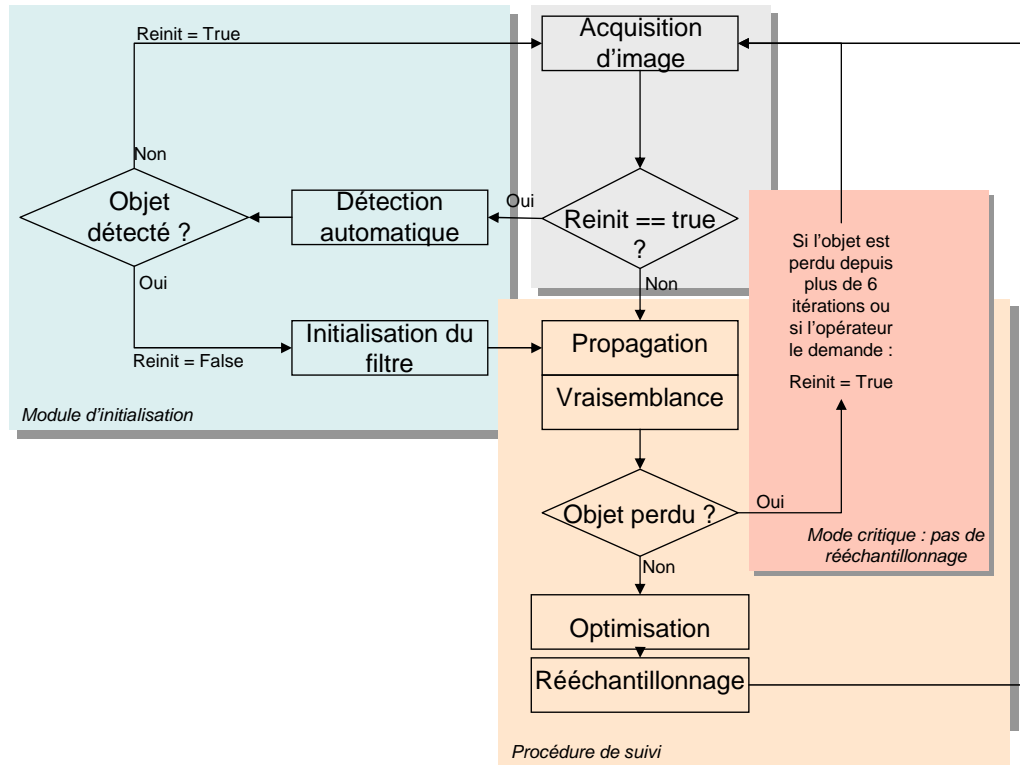 Reinit = True
Acquisition
d'image
Non
Objet
détecté ?
Détection
automatique
Oui
Reinit == true
?
Si l'objet est
perdu depuis
plus de 6
itérations ou
si l'opérateur
le demande :
Reinit = True
Oui
Non
Reinit = False
Initialisation du
filtre
Propagation
Vraisemblance
Module d'initialisation
Objet perdu ?
Oui
Mode critique : pas de
rééchantillonnage
Non
Optimisation
Rééchantillonnage
Procédure de suivi